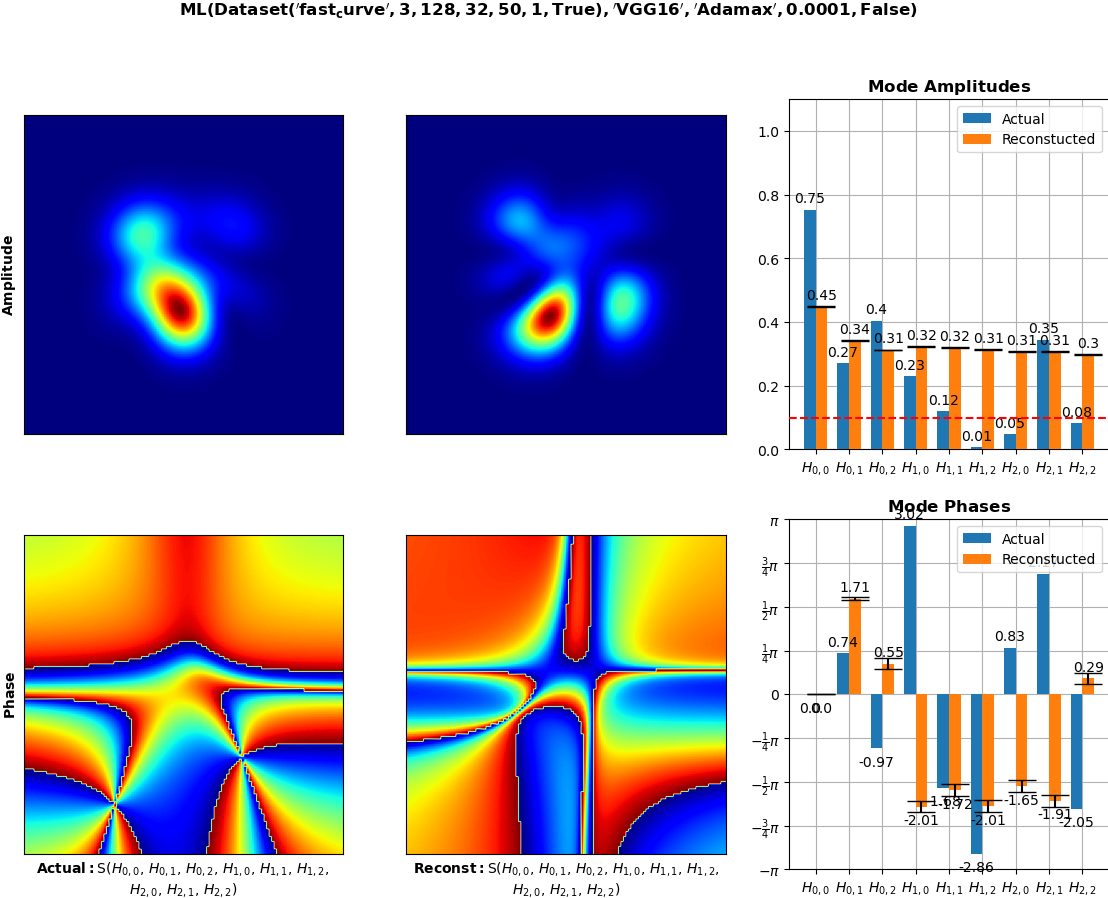 ML(Dataset('fast_curve', 3, 128, 32, 50, 1, True), 'VGG16', 'Adamax', 0.0001, False)
Mode Amplitudes
Actual
Reconstucted
1.0
0.8
0.6
0.4
0.2
0.0
0.75
0.45
0.27
0.34
0.4
0.31
0.23
0.32
0.12
0.32
0.01
0.31
0.05
0.31
0.35
0.31
0.08
0.3
H0,0 H0,1 H0,2 H1,0 H1,1 H1,2 H2,0 H2,1 H2,2
Amplitude
Mode Phases
Actual
Reconstucted
π
3/4π
1/2π
1/4π
0
−1/4π
−1/2π
−3/4π
−π
0.0
0.0
0.74
1.71
-0.97
0.55
3.02
-2.01
-1.68
-1.72
-2.86
-2.01
0.83
-1.65
-1.91
-2.05
0.29
H0,0 H0,1 H0,2 H1,0 H1,1 H1,2 H2,0 H2,1 H2,2
Phase
Actual: S(H0,0, H0,1, H0,2, H1,0, H1,1, H1,2,
H2,0, H2,1, H2,2)
Reconst: S(H0,0, H0,1, H0,2, H1,0, H1,1, H1,2,
H2,0, H2,1, H2,2)